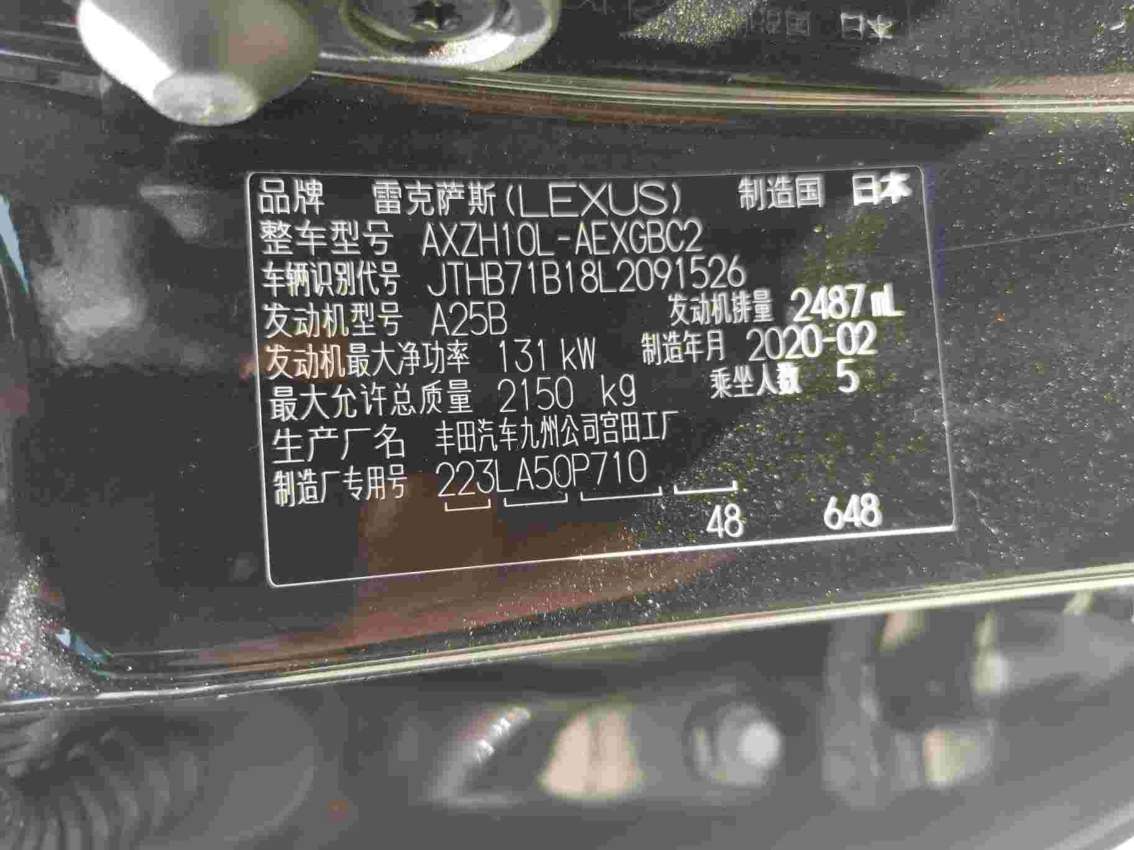 日本
品牌 雷克萨斯(LEXUS) 制造国 日本
整车型号 AXZH10L-AEXGBC2
车辆识别代号 JTHB71B18L2091526
发动机型号 A25B 发动机排量 2487mL
发动机最大净功率 131kW 制造年月 2020-02
最大允许总质量 2150 kg 乘坐人数 5
生产厂名 丰田汽车九州公司宫田工厂
制造厂专用号 223LA50P710
48 648